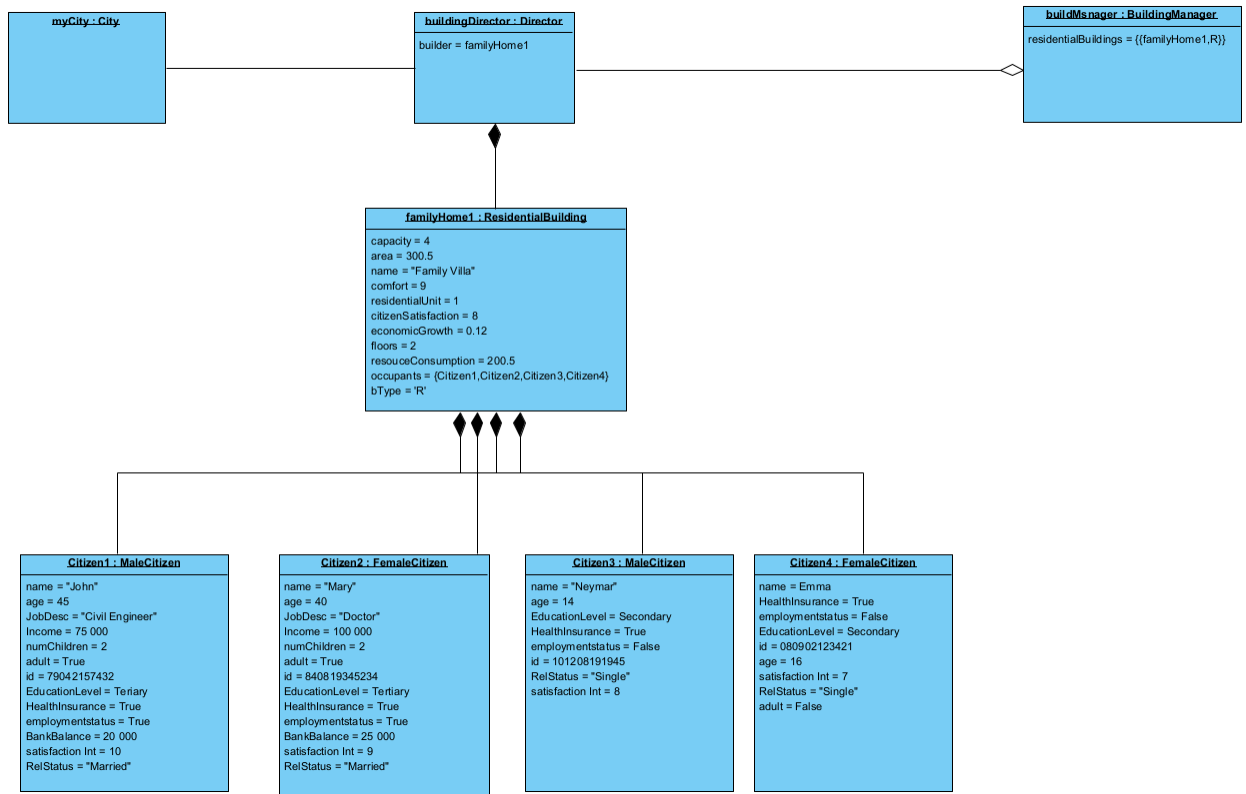 myCity : City
buildingDirector : Director
builder = familyHome1
buildMsnager : BuildingManager
residentialBuildings = {{familyHome1,R}}
familyHome1 : ResidentialBuilding
capacity = 4
area = 300.5
name = "Family Villa"
comfort = 9
residentialUnit = 1
citizenSatisfaction = 8
economicGrowth = 0.12
floors = 2
resouceConsumption = 200.5
occupants = {Citizen1,Citizen2,Citizen3,Citizen4}
bType = 'R'
Citizen1 : MaleCitizen
name = "John"
age = 45
JobDesc = "Civil Engineer"
Income = 75 000
numChildren = 2
adult = True
id = 79042157432
EducationLevel = Teriary
HealthInsurance = True
employmentstatus = True
BankBalance = 20 000
satisfaction Int = 10
RelStatus = "Married"
Citizen2 : FemaleCitizen
name = "Mary"
age = 40
JobDesc = "Doctor"
Income = 100 000
numChildren = 2
adult = True
id = 840819345234
EducationLevel = Tertiary
HealthInsurance = True
employmentstatus = True
BankBalance = 25 000
satisfaction Int = 9
RelStatus = "Married"
Citizen3 : MaleCitizen
name = "Neymar"
age = 14
EducationLevel = Secondary
HealthInsurance = True
employmentstatus = False
id = 101208191945
RelStatus = "Single"
satisfaction Int = 8
Citizen4 : FemaleCitizen
name = Emma
HealthInsurance = True
employmentstatus = False
EducationLevel = Secondary
id = 080902123421
age = 16
satisfaction Int = 7
RelStatus = "Single"
adult = False